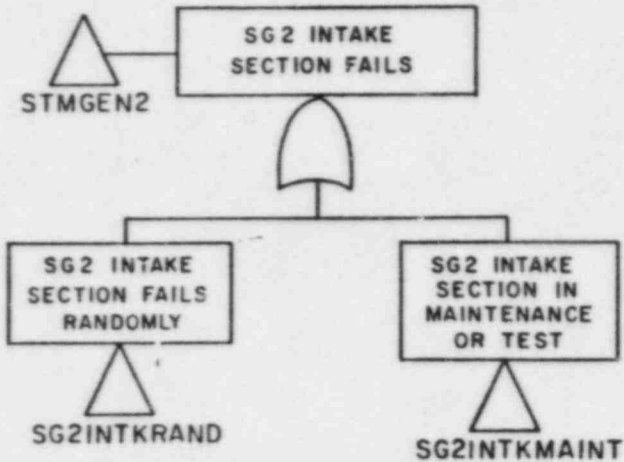 SG2 INTAKE
SECTION FAILS
STMGEN2
SG2 INTAKE
SECTION FAILS
RANDOMLY
SG2INTKRAND
SG2 INTAKE
SECTION IN
MAINTENANCE
OR TEST
SG2INTKMAINT